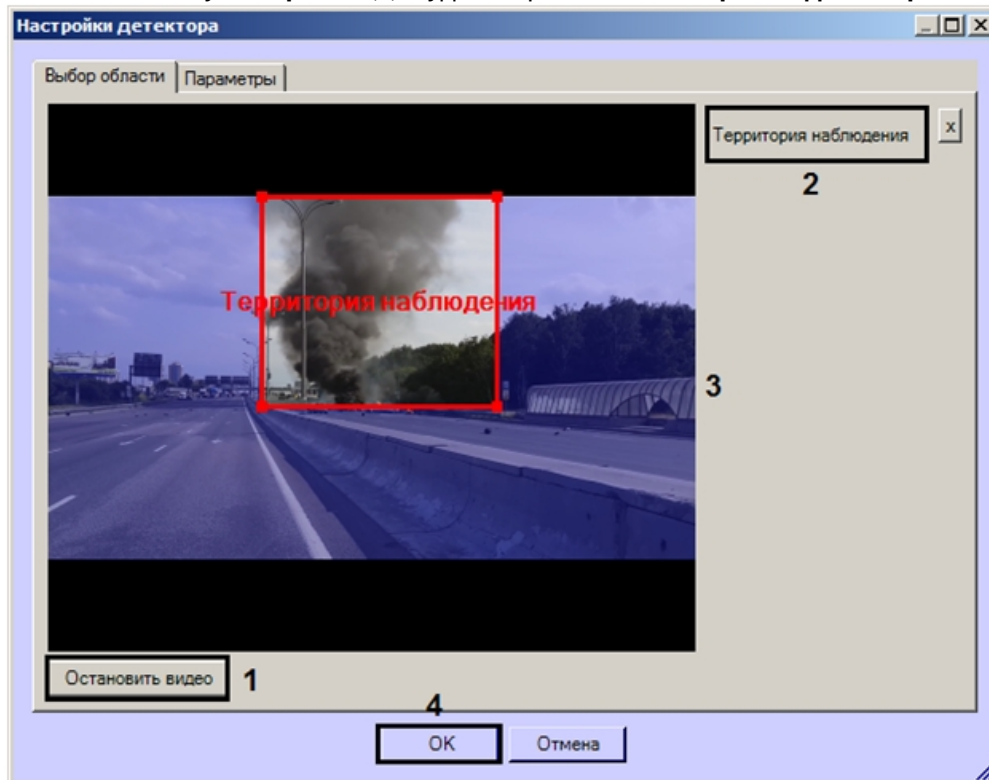 Настройки детектора
Выбор области
Параметры
Территория наблюдения
x
2
Территория наблюдения
3
Остановить видео
1
4
OK
Отмена